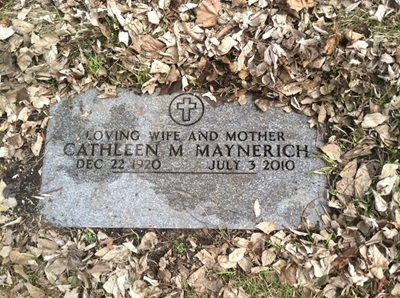 LOVING WIFE AND MOTHER
CATHLEEN M MAYNERICH
DEC 22 1920 JULY 3 2010